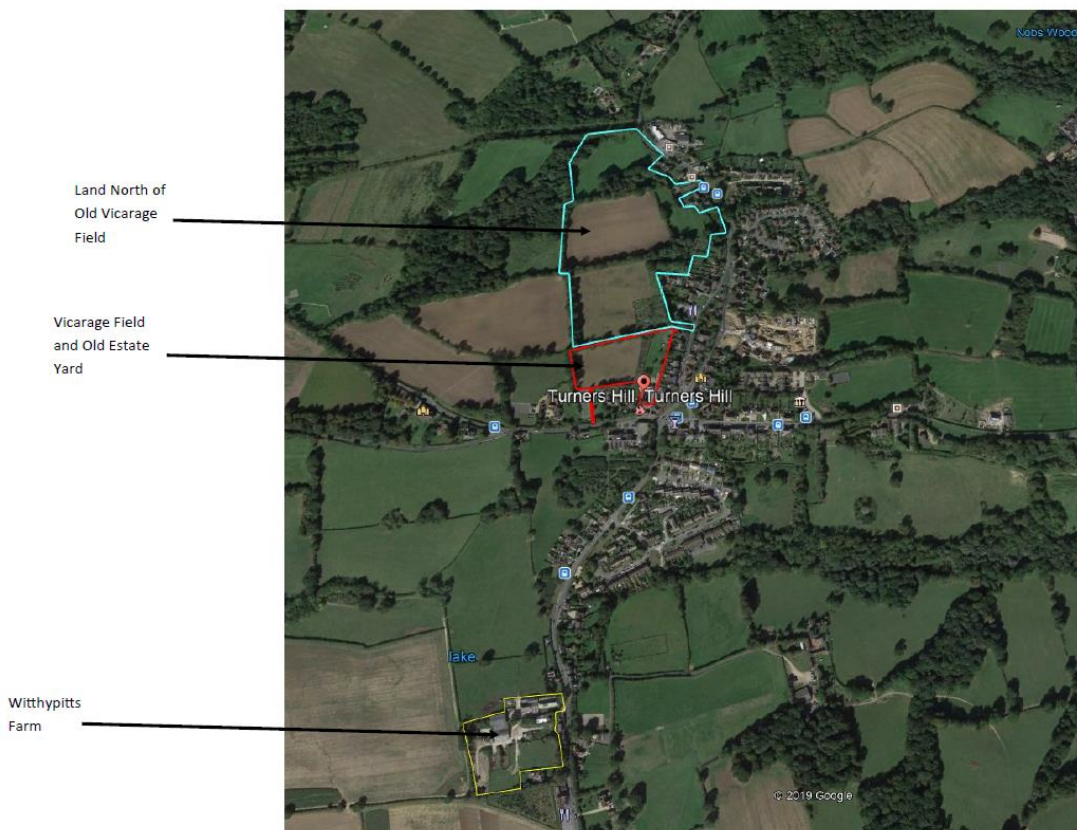 Nobs Wood
Land North of
Old Vicarage
Field
Vicarage Field
and Old Estate
Yard
Turners Hill
Turners Hill
lake
Witthypitts
Farm
© 2019 Google